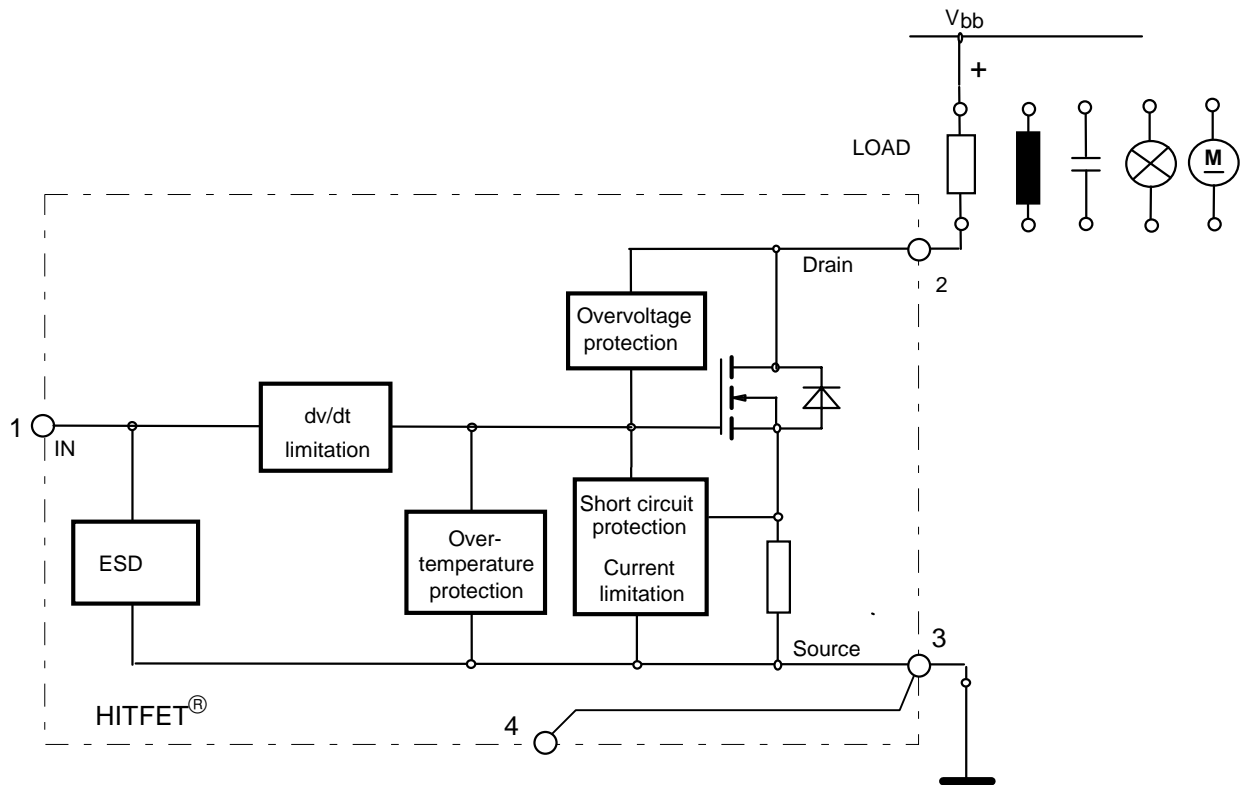 Vbb
+
LOAD
M
Drain
2
Overvoltage
protection
1
IN
dv/dt
limitation
Short circuit
protection
Current
limitation
Over-
temperature
protection
ESD
Source
3
HITFET®
4